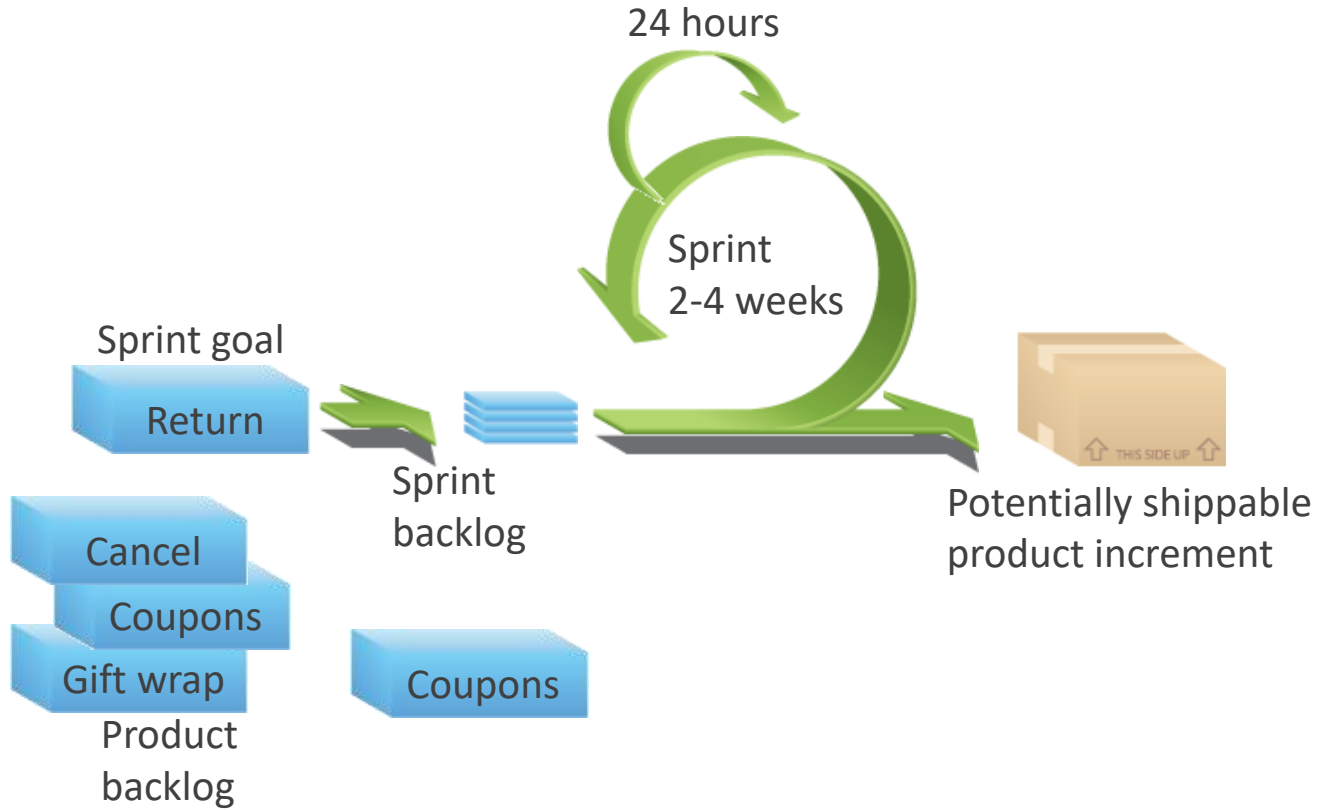 24 hours
Sprint
2-4 weeks
Sprint goal
Return
Sprint
backlog
THIS SIDE UP
Potentially shippable
product increment
Cancel
Coupons
Gift wrap
Coupons
Product
backlog